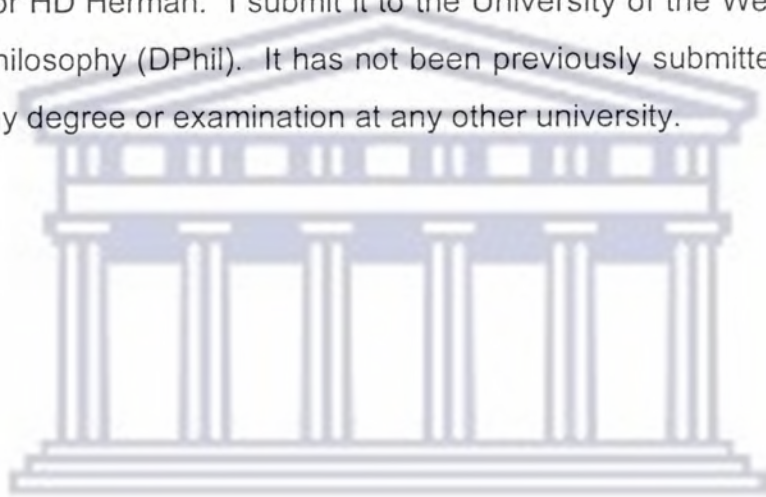 or HD Herman. I submit it to the University of the We
hilosophy (DPhil). It has not been previously submitte
y degree or examination at any other university.